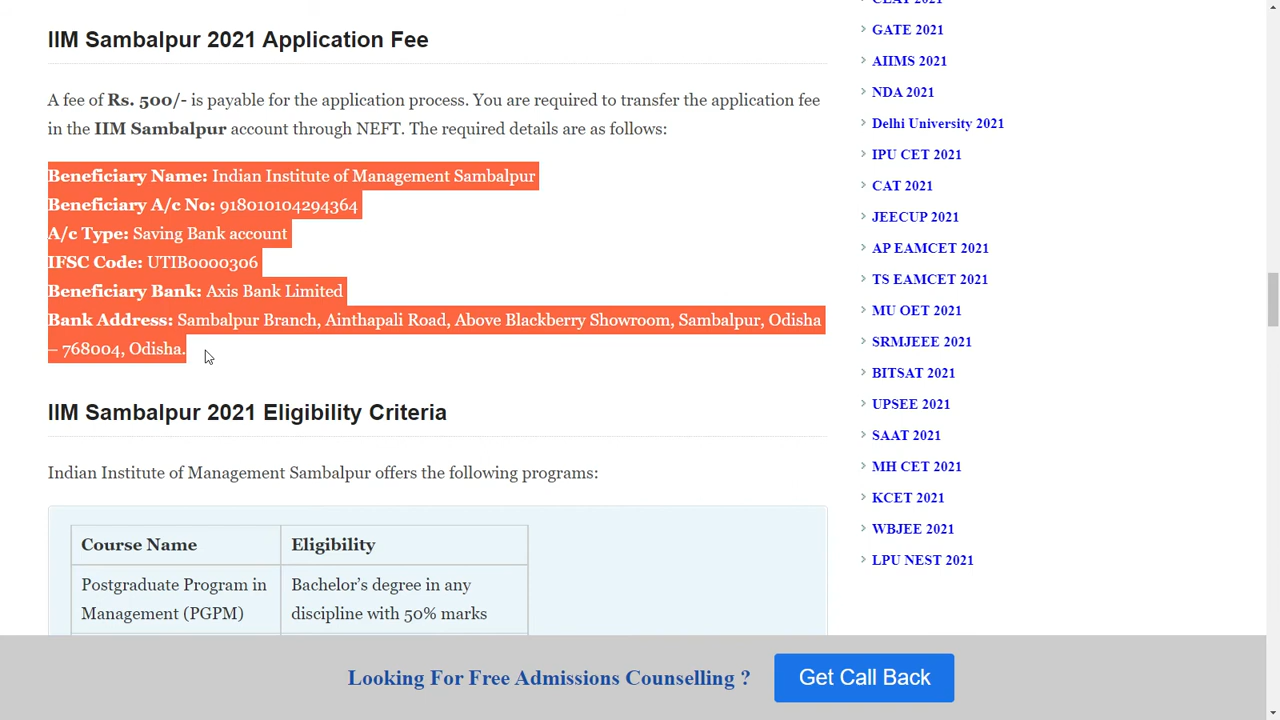 IIM Sambalpur 2021 Application Fee
A fee of Rs. 500/- is payable for the application process. You are required to transfer the application fee
in the IIM Sambalpur account through NEFT. The required details are as follows:
Beneficiary Name: Indian Institute of Management Sambalpur
Beneficiary A/c No: 918010104294364
A/c Type: Saving Bank account
IFSC Code: UTIB0000306
Beneficiary Bank: Axis Bank Limited
Bank Address: Sambalpur Branch, Ainthapali Road, Above Blackberry Showroom, Sambalpur, Odisha
– 768004, Odisha.
IIM Sambalpur 2021 Eligibility Criteria
Indian Institute of Management Sambalpur offers the following programs:
Course Name
Eligibility
Postgraduate Program in
Management (PGPM)
Bachelor's degree in any
discipline with 50% marks
CLAT 2021
GATE 2021
AIIMS 2021
NDA 2021
Delhi University 2021
IPU CET 2021
CAT 2021
JEECUP 2021
AP EAMCET 2021
TS EAMCET 2021
MU OET 2021
SRMJEEE 2021
BITSAT 2021
UPSEE 2021
SAAT 2021
MH CET 2021
KCET 2021
WBJEE 2021
LPU NEST 2021
Looking For Free Admissions Counselling ?
Get Call Back